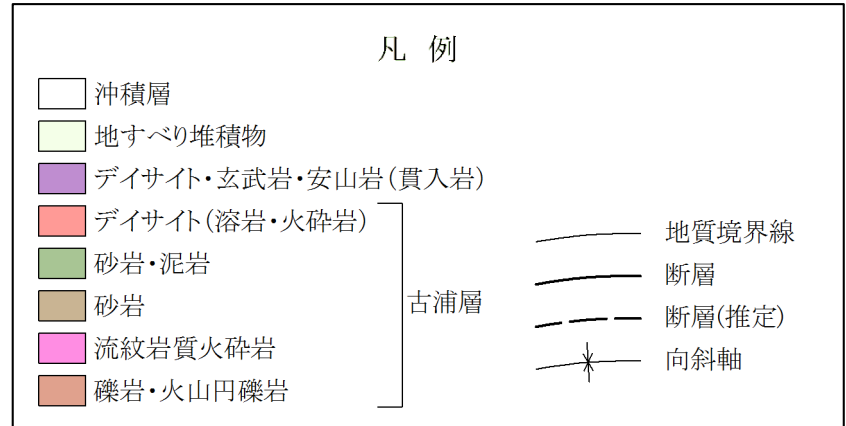 凡 例
沖積層
地すべり堆積物
デイサイト・玄武岩・安山岩(貫入岩)
デイサイト(溶岩・火砕岩)
砂岩・泥岩
砂岩
流紋岩質火砕岩
礫岩・火山円礫岩
古浦層
地質境界線
断層
断層(推定)
向斜軸